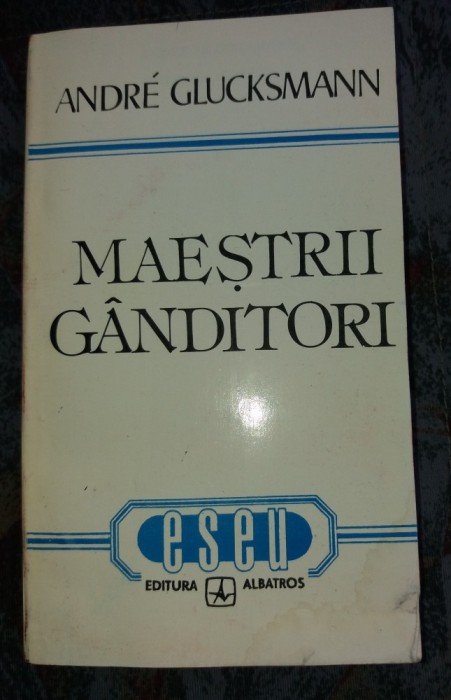 ANDRÉ GLUCKSMANN
MAEȘTRII
GÂNDITORI
eseu
EDITURA ALBATROS